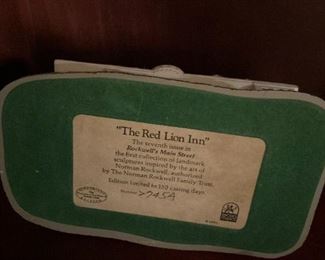 "The Red Lion Inn"
The seventh issue in
Rockwell's Main Street
the first collection of landmark
sculptures inspired by the art of
Norman Rockwell, authorized
by The Norman Rockwell Family Trust.
Edition limited to 150 casting days.
Number